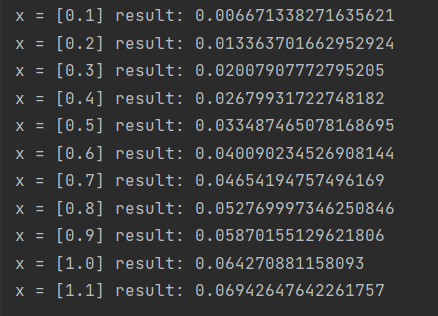 x = [0.1] result: 0.006671338271635621
x = [0.2] result: 0.013363701662952924
x = [0.3] result: 0.02007907772795205
x = [0.4] result: 0.02679931722748182
x = [0.5] result: 0.033487465078168695
x = [0.6] result: 0.040090234526908144
x = [0.7] result: 0.04654194757496169
x = [0.8] result: 0.052769997346250846
x = [0.9] result: 0.05870155129621806
x = [1.0] result: 0.064270881158093
x = [1.1] result: 0.06942647642261757